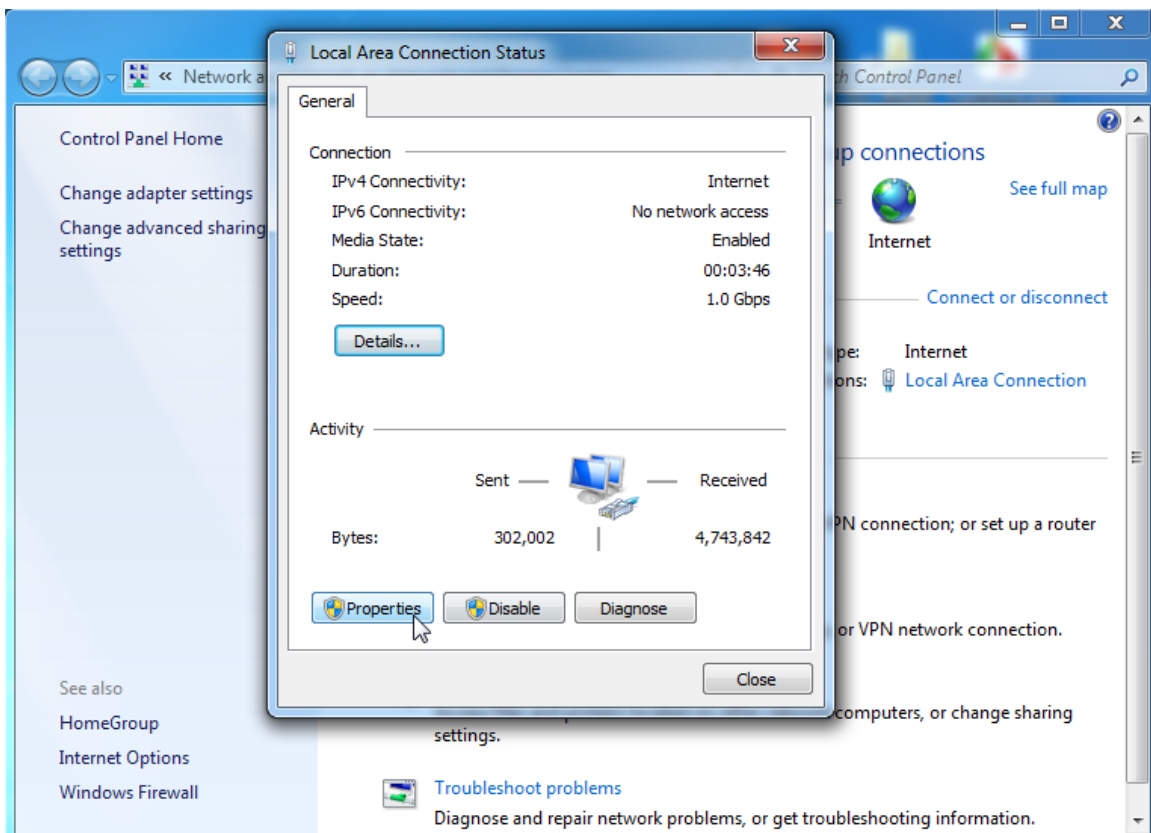 Local Area Connection Status
« Network a
Control Panel
General
Control Panel Home
Change adapter settings
Change advanced sharing
settings
Connection
IPv4 Connectivity: Internet
IPv6 Connectivity: No network access
Media State: Enabled
Duration: 00:03:46
Speed: 1.0 Gbps
Details...
Activity
Sent Received
Bytes: 302,002 4,743,842
Properties Disable Diagnose
Close
up connections
See full map
Internet
Connect or disconnect
pe: Internet
ons: Local Area Connection
PN connection; or set up a router
or VPN network connection.
computers, or change sharing
settings.
Troubleshoot problems
Diagnose and repair network problems, or get troubleshooting information.
See also
HomeGroup
Internet Options
Windows Firewall